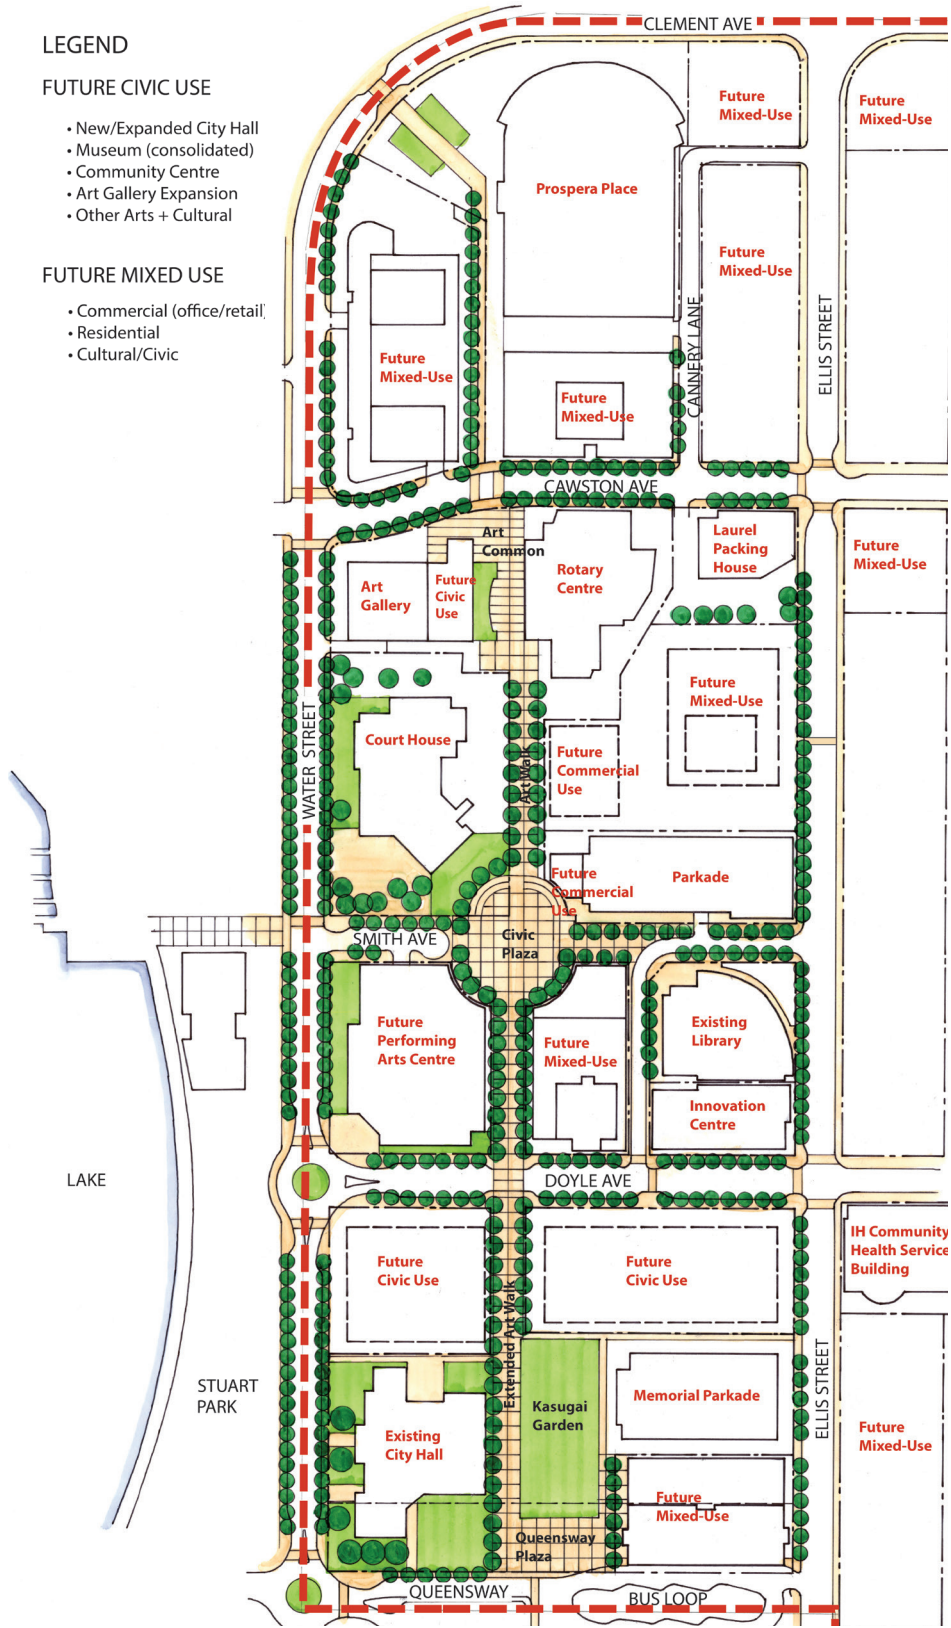 CLEMENT AVE
LEGEND
FUTURE CIVIC USE
• New/Expanded City Hall
• Museum (consolidated)
• Community Centre
• Art Gallery Expansion
• Other Arts + Cultural
FUTURE MIXED USE
• Commercial (office/retail)
• Residential
• Cultural/Civic
Future
Mixed-Use
Future
Mixed-Use
Prospera Place
Future
Mixed-Use
CANNERY LANE
ELLIS STREET
Future
Mixed-Use
Future
Mixed-Use
CAWSTON AVE
Art
Common
Laurel
Packing
House
Future
Mixed-Use
Art
Gallery
Future
Civic
Use
Rotary
Centre
WATER STREET
Court House
Art Walk
Future
Mixed-Use
Future
Commercial
Use
Future
Commercial
Use
Parkade
SMITH AVE
Civic
Plaza
Future
Performing
Arts Centre
Future
Mixed-Use
Existing
Library
Innovation
Centre
LAKE
DOYLE AVE
Future
Civic Use
Extended Art Walk
Future
Civic Use
IH Community
Health Service
Building
STUART
PARK
Existing
City Hall
Kasugai
Garden
Memorial Parkade
ELLIS STREET
Future
Mixed-Use
Future
Mixed-Use
Queensway
Plaza
QUEENSWAY
BUS LOOP